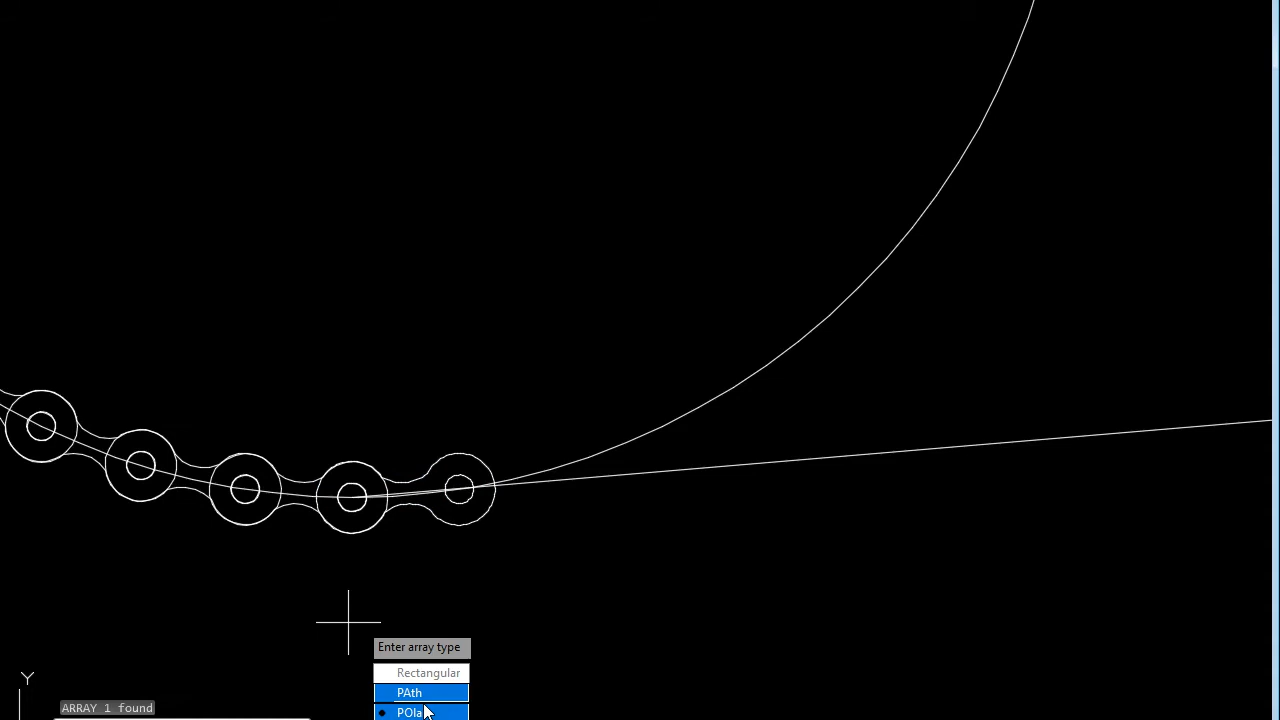 Enter array type
Rectangular
PAth
POla
Y
ARRAY 1 found